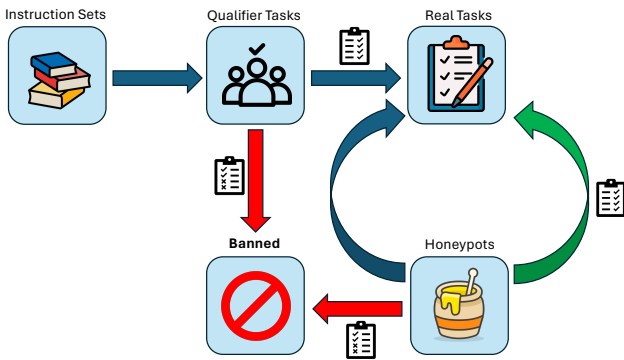 Instruction Sets
Qualifier Tasks
Real Tasks
Banned
Honeypots